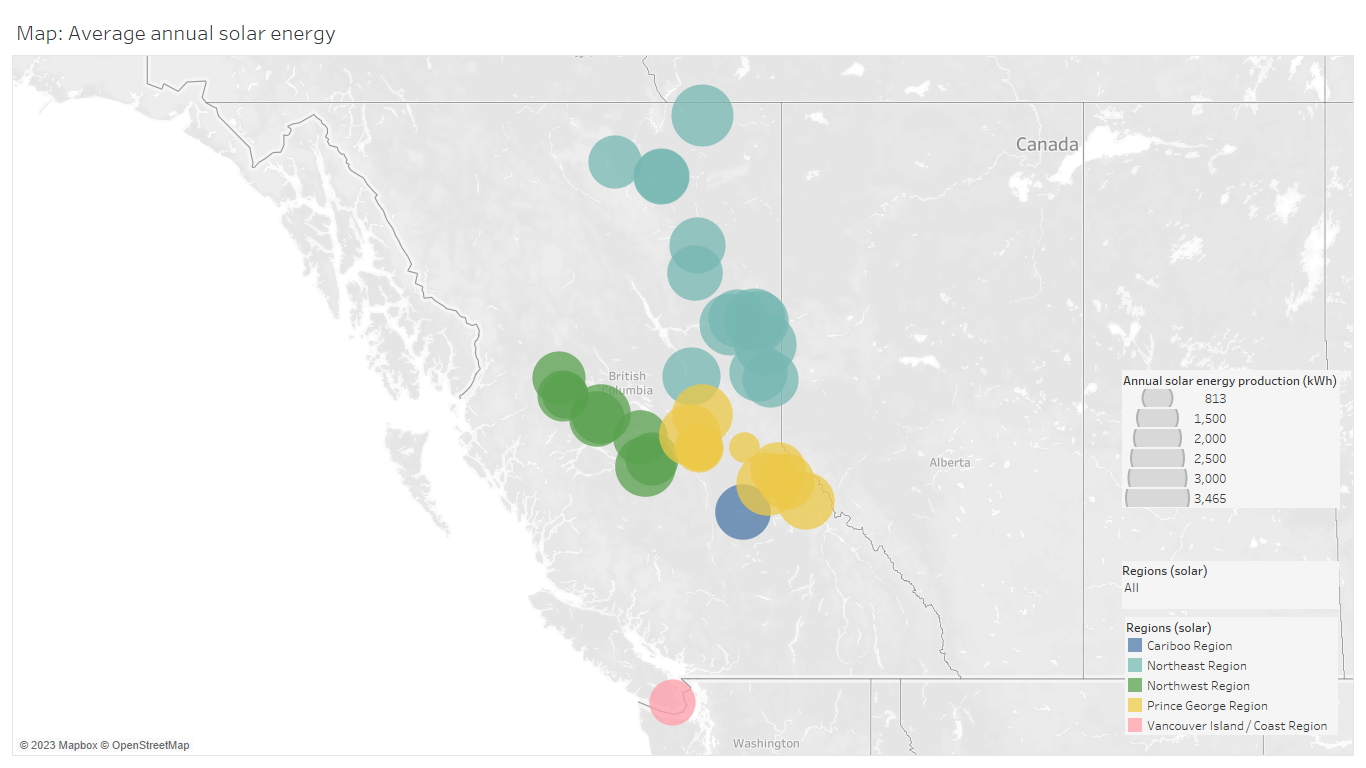 Map: Average annual solar energy
Canada
British
Columbia
Alberta
Annual solar energy production (kWh)
813
1,500
2,000
2,500
3,000
3,465
Regions (solar)
All
Regions (solar)
Cariboo Region
Northeast Region
Northwest Region
Prince George Region
Vancouver Island / Coast Region
Washington
© 2023 Mapbox © OpenStreetMap